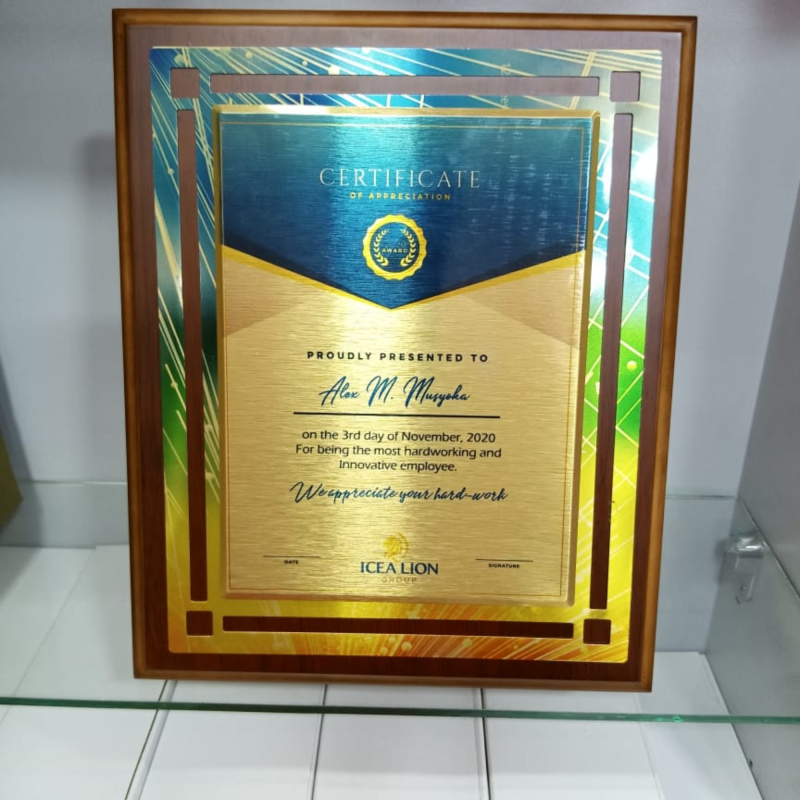 CERTIFICATE
OF APPRECIATION
AWARD
PROUDLY PRESENTED TO
Alex M. Musyoka
on the 3rd day of November, 2020
For being the most hardworking and
Innovative employee.
We appreciate your hard-work
DATE
ICEA LION
GROUP
SIGNATURE